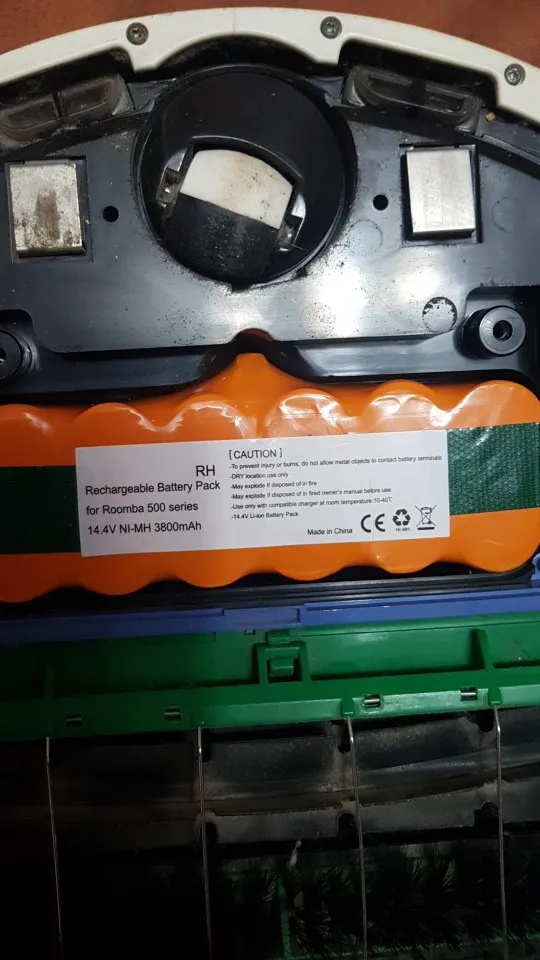 RH
Rechargeable Battery Pack
for Roomba 500 series
14.4V NI-MH 3800mAh
[CAUTION]
-To prevent injury or burns, do not allow metal objects to contact battery terminals
-DRY location use only
-May explode if disposed of in fire
-May explode if disposed of in fired owner's manual before use
-Use only with compatible charger at room temperature 10-40℃
-14.4V Li-ion Battery Pack
Made in China CE
NI-MH